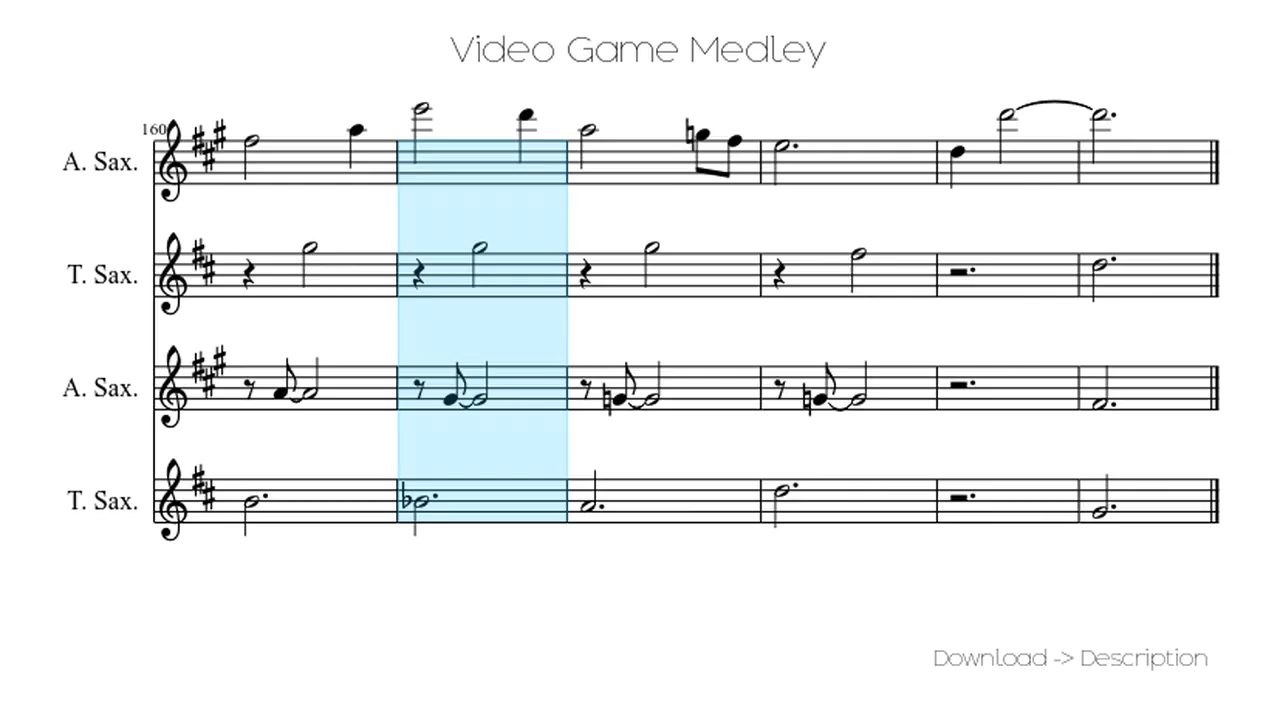 Video Game Medley
160
A. Sax.
T. Sax.
A. Sax.
T. Sax.
Download -> Description